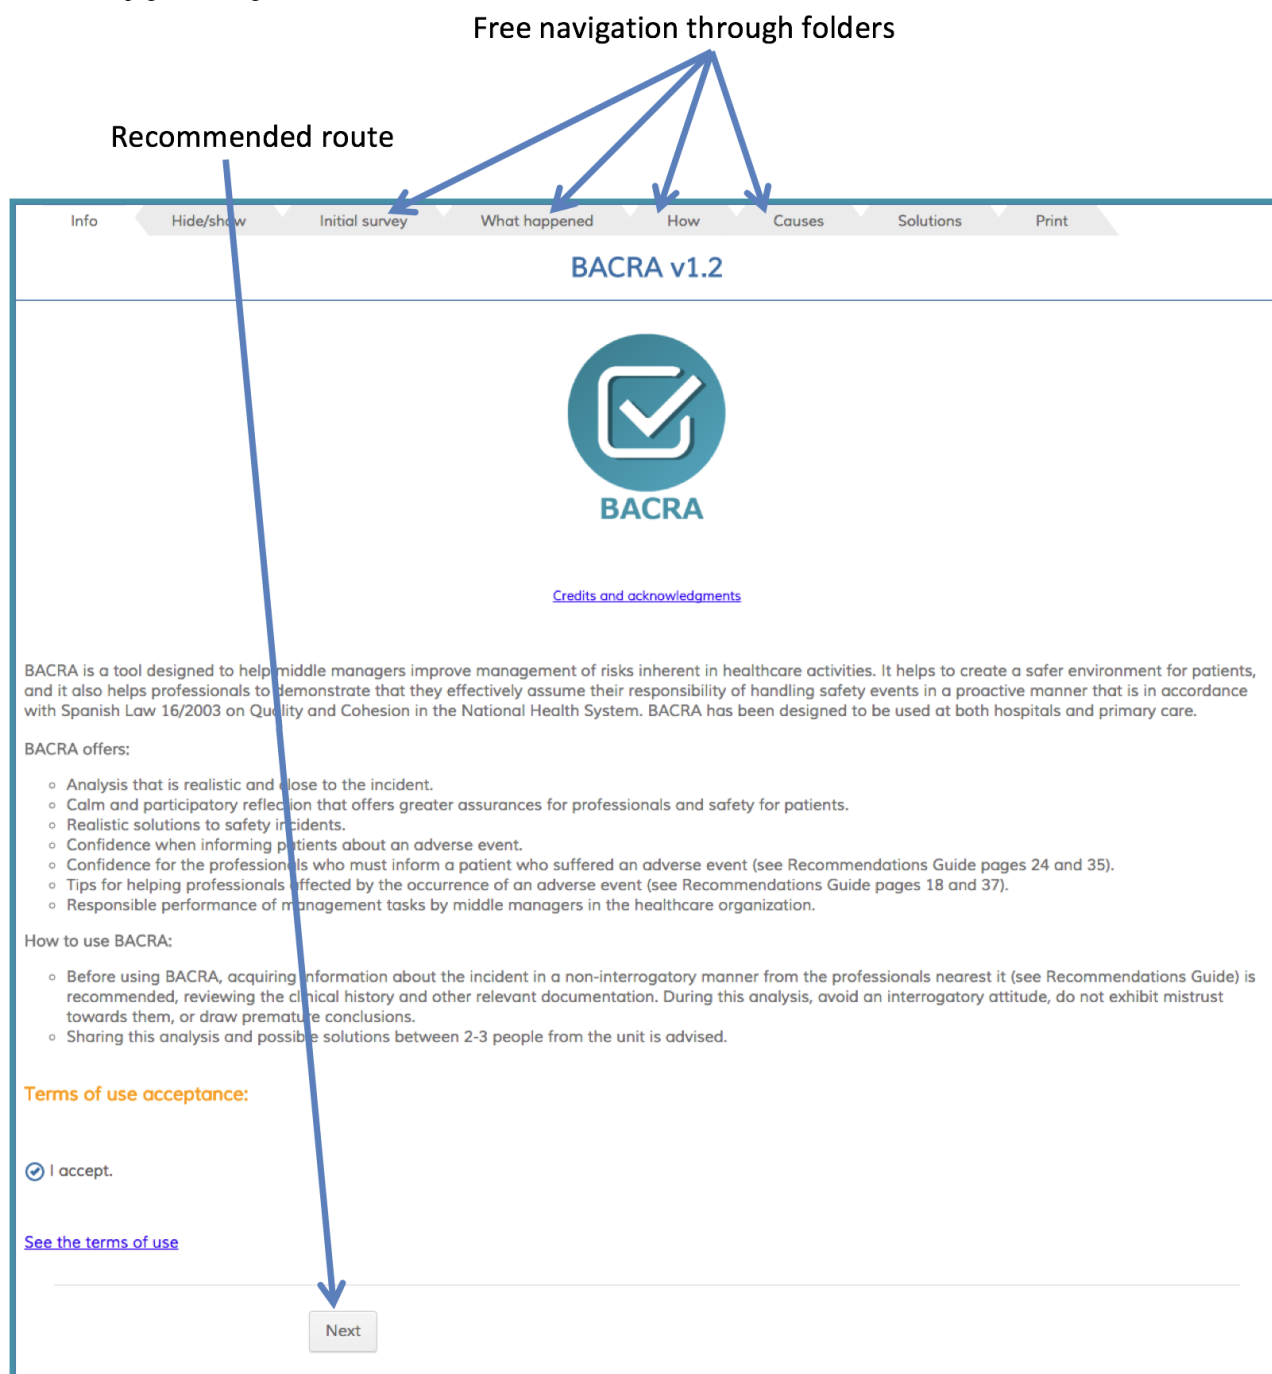 Free navigation through folders
Recommended route
Info Hide/show Initial survey What happened How Causes Solutions Print
BACRA v1.2
BACRA
Credits and acknowledgments
BACRA is a tool designed to help middle managers improve management of risks inherent in healthcare activities. It helps to create a safer environment for patients,
and it also helps professionals to demonstrate that they effectively assume their responsibility of handling safety events in a proactive manner that is in accordance
with Spanish Law 16/2003 on Quality and Cohesion in the National Health System. BACRA has been designed to be used at both hospitals and primary care.
BACRA offers:
Analysis that is realistic and close to the incident.
Calm and participatory reflection that offers greater assurances for professionals and safety for patients.
Realistic solutions to safety incidents.
Confidence when informing patients about an adverse event.
Confidence for the professionals who must inform a patient who suffered an adverse event (see Recommendations Guide pages 24 and 35).
Tips for helping professionals affected by the occurrence of an adverse event (see Recommendations Guide pages 18 and 37).
Responsible performance of management tasks by middle managers in the healthcare organization.
How to use BACRA:
Before using BACRA, acquiring information about the incident in a non-interrogatory manner from the professionals nearest it (see Recommendations Guide) is
recommended, reviewing the clinical history and other relevant documentation. During this analysis, avoid an interrogatory attitude, do not exhibit mistrust
towards them, or draw premature conclusions.
Sharing this analysis and possible solutions between 2-3 people from the unit is advised.
Terms of use acceptance:
I accept.
See the terms of use
Next